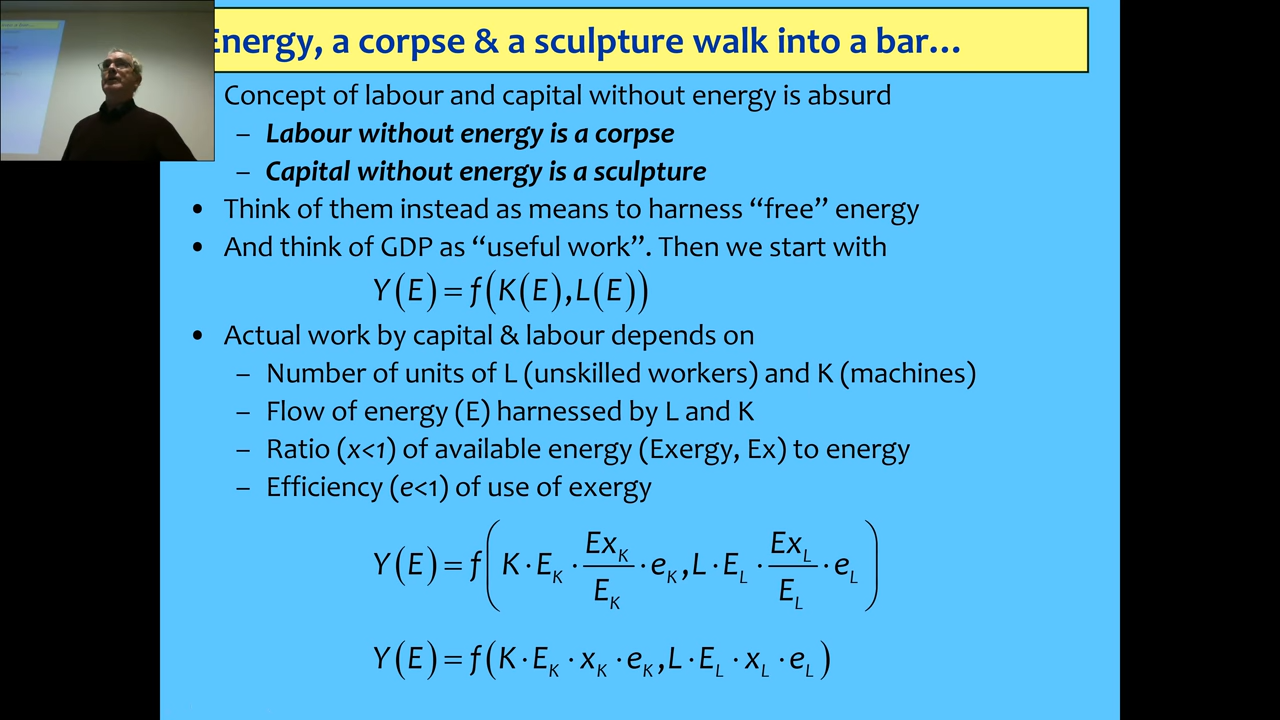 Energy, a corpse & a sculpture walk into a bar…
Concept of labour and capital without energy is absurd
– Labour without energy is a corpse
– Capital without energy is a sculpture
• Think of them instead as means to harness “free” energy
• And think of GDP as “useful work”. Then we start with
Y(E) = f(K(E), L(E))
• Actual work by capital & labour depends on
– Number of units of L (unskilled workers) and K (machines)
– Flow of energy (E) harnessed by L and K
– Ratio (x<1) of available energy (Exergy, Ex) to energy
– Efficiency (e<1) of use of exergy
Y(E) = f(K · E_K · Ex_K/E_K · e_K, L · E_L · Ex_L/E_L · e_L)
Y(E) = f(K · E_K · x_K · e_K, L · E_L · x_L · e_L)